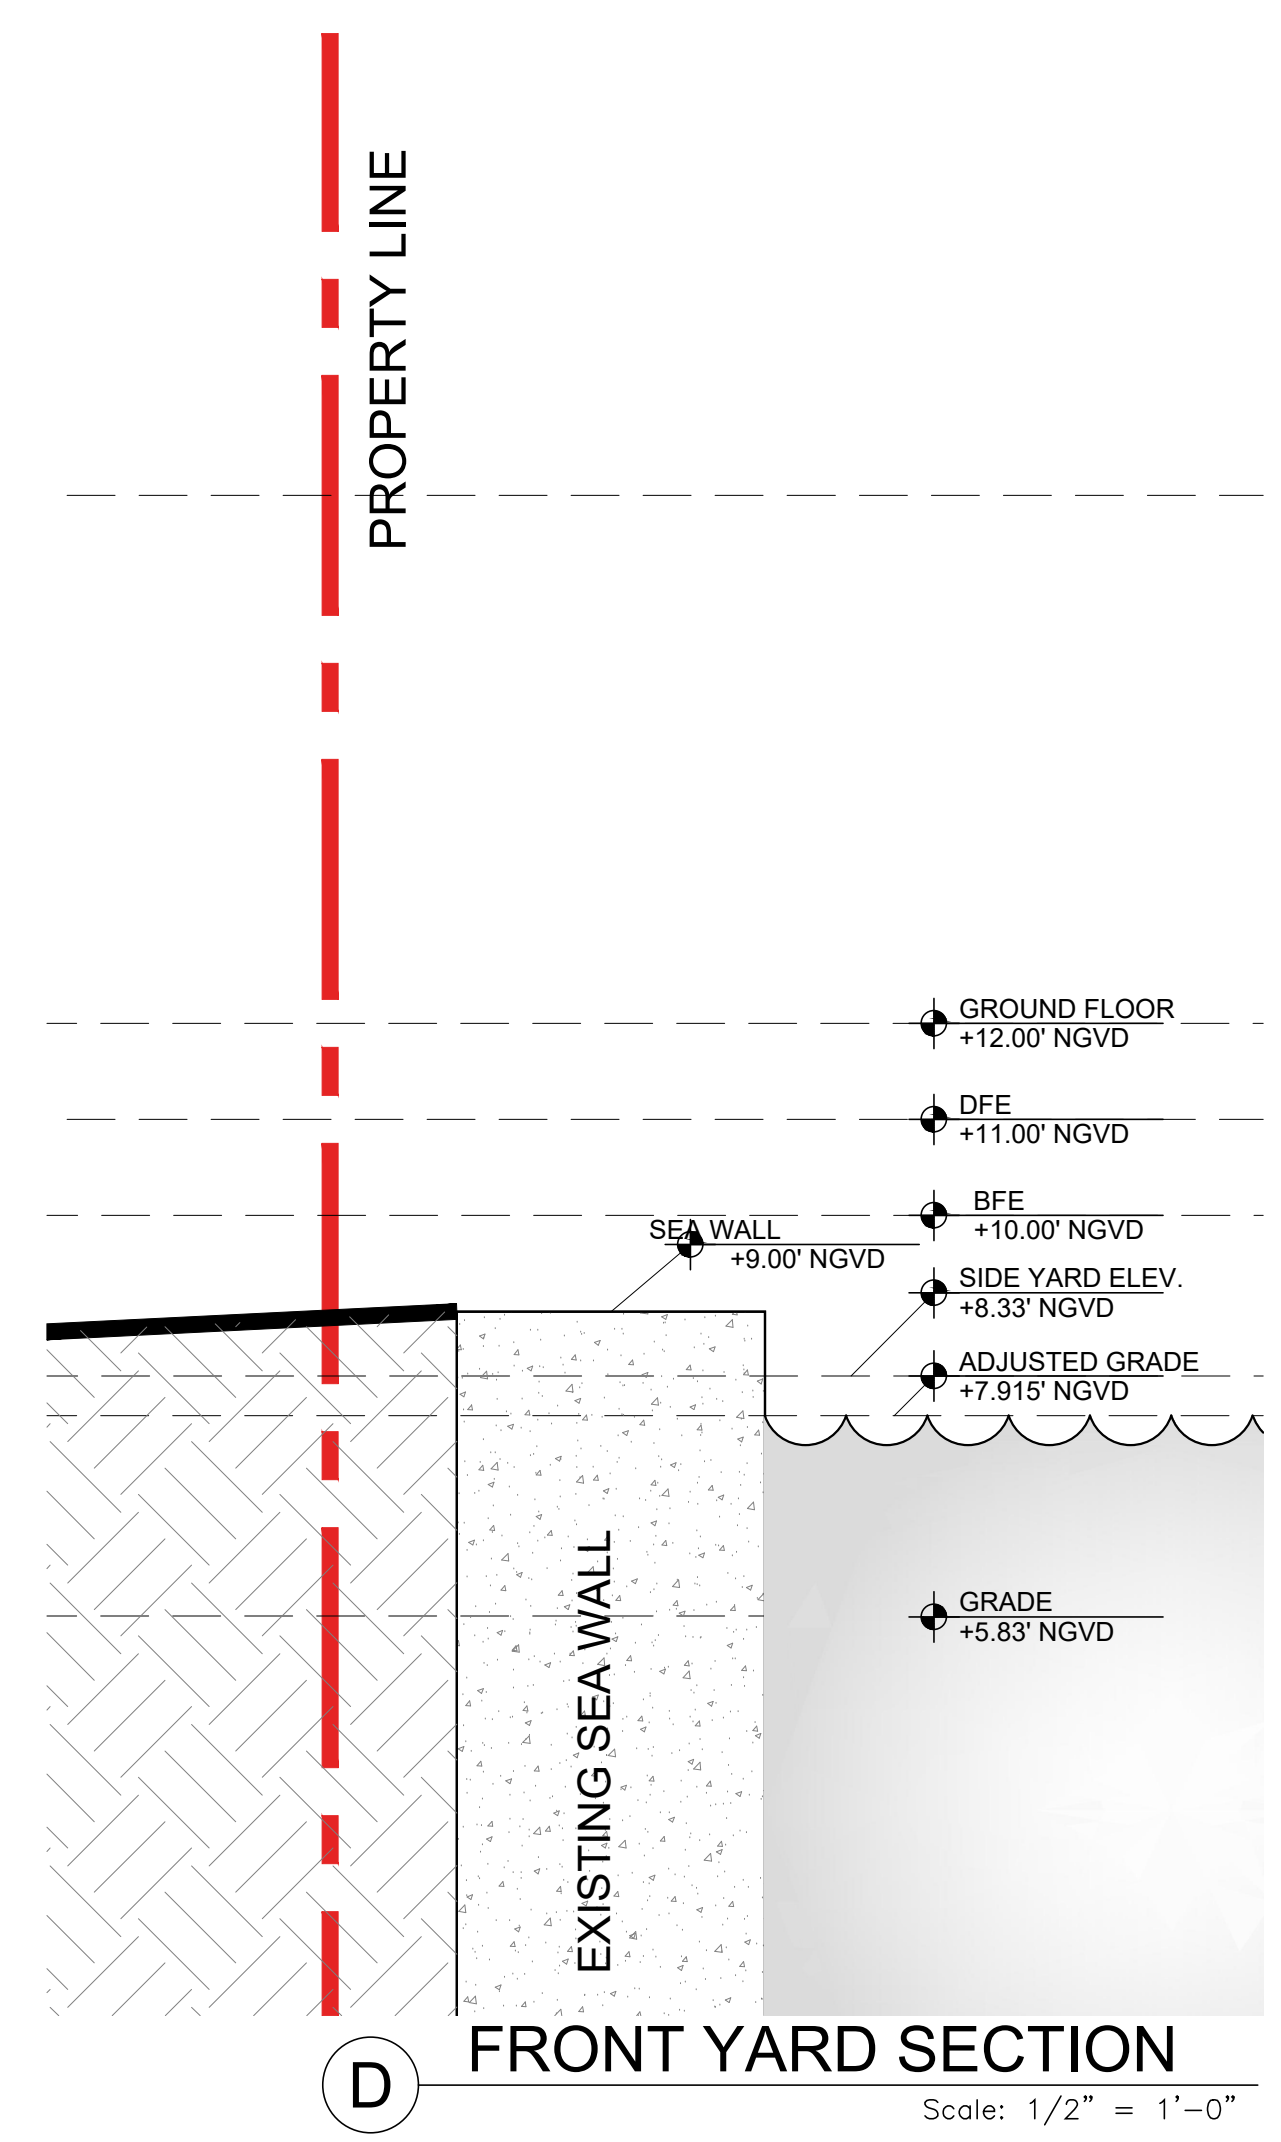 PROPERTY LINE
GROUND FLOOR
+12.00' NGVD
DFE
+11.00' NGVD
BFE
+10.00' NGVD
SEA WALL
+9.00' NGVD
SIDE YARD ELEV.
+8.33' NGVD
ADJUSTED GRADE
+7.915' NGVD
EXISTING SEA WALL
GRADE
+5.83' NGVD
D
FRONT YARD SECTION
Scale: 1/2" = 1'-0"